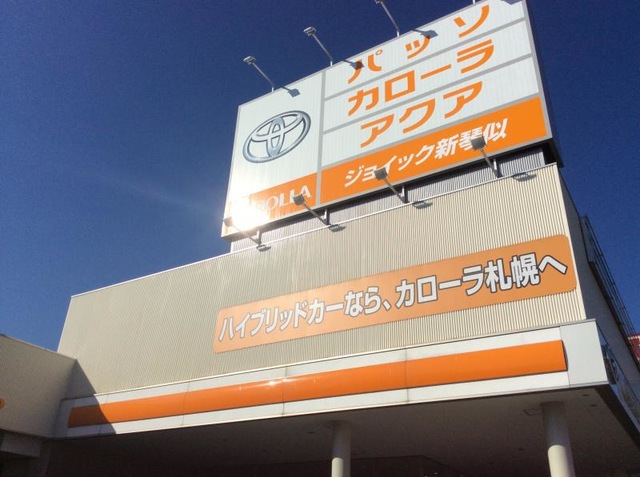 パッソ
カローラ
アクア
COROLLA
ジョイック新琴似
ハイブリッドカーなら、カローラ札幌へ